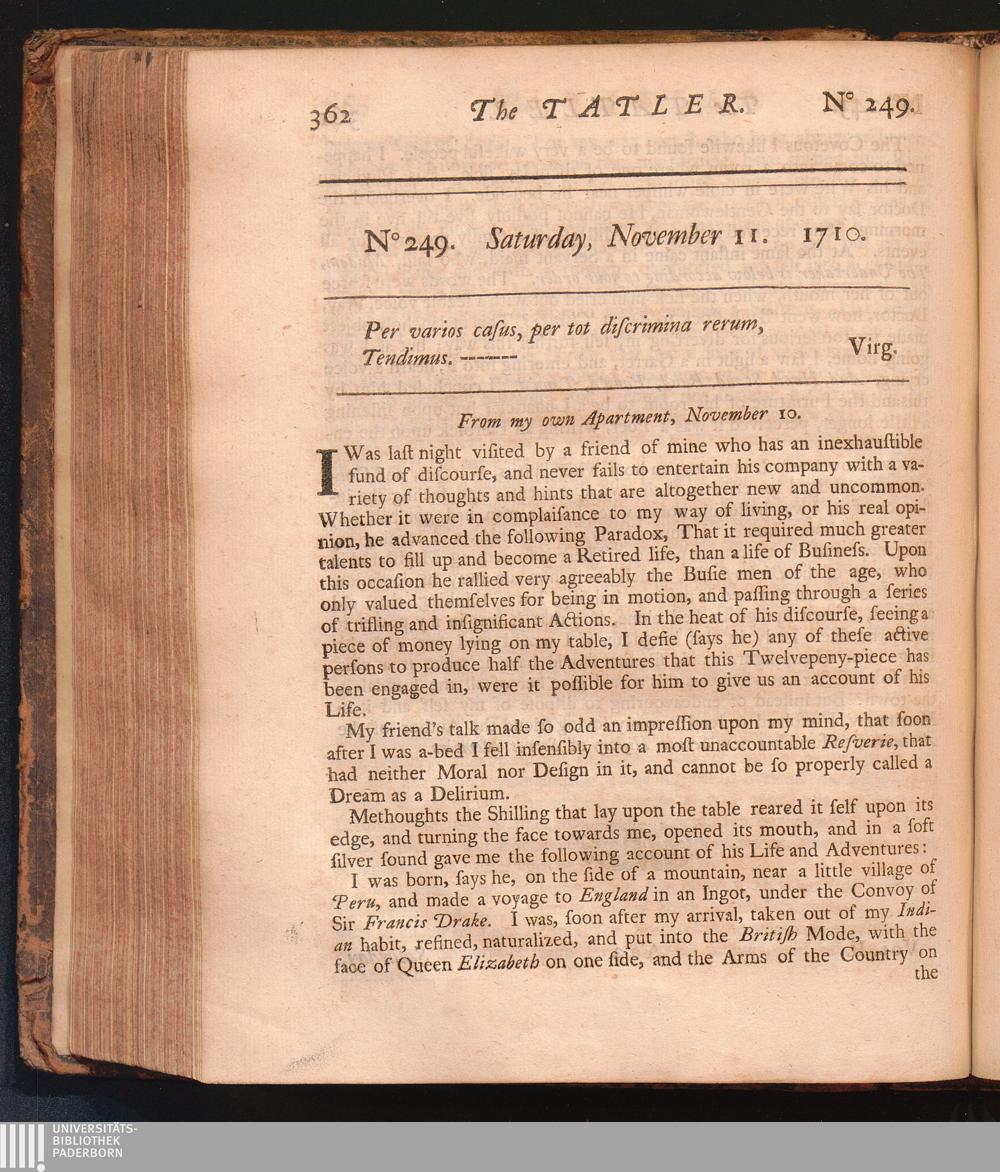 362 The TATLER. No 249.
No 249. Saturday, November 11. 1710.
Per varios caſus, per tot diſcrimina rerum,
Tendimus. ------- Virg.
From my own Apartment, November 10.
I Was laſt night viſited by a friend of mine who has an inexhauſtible
fund of diſcourſe, and never fails to entertain his company with a va-
riety of thoughts and hints that are altogether new and uncommon.
Whether it were in complaiſance to my way of living, or his real opi-
nion, he advanced the following Paradox, That it required much greater
talents to fill up and become a Retired life, than a life of Buſineſs. Upon
this occaſion he rallied very agreeably the Buſie men of the age, who
only valued themſelves for being in motion, and paſſing through a ſeries
of trifling and inſignificant Actions. In the heat of his diſcourſe, ſeeing a
piece of money lying on my table, I defie (ſays he) any of theſe active
perſons to produce half the Adventures that this Twelvepeny-piece has
been engaged in, were it poſſible for him to give us an account of his
Life.
My friend's talk made ſo odd an impreſſion upon my mind, that ſoon
after I was a-bed I fell inſenſibly into a moſt unaccountable Reſverie, that
had neither Moral nor Deſign in it, and cannot be ſo properly called a
Dream as a Delirium.
Methoughts the Shilling that lay upon the table reared it ſelf upon its
edge, and turning the face towards me, opened its mouth, and in a ſoft
ſilver ſound gave me the following account of his Life and Adventures:
I was born, ſays he, on the ſide of a mountain, near a little village of
Peru, and made a voyage to England in an Ingot, under the Convoy of
Sir Francis Drake. I was, ſoon after my arrival, taken out of my Indi-
an habit, refined, naturalized, and put into the Britiſh Mode, with the
face of Queen Elizabeth on one ſide, and the Arms of the Country on
the
UNIVERSITÄTS-
BIBLIOTHEK
PADERBORN